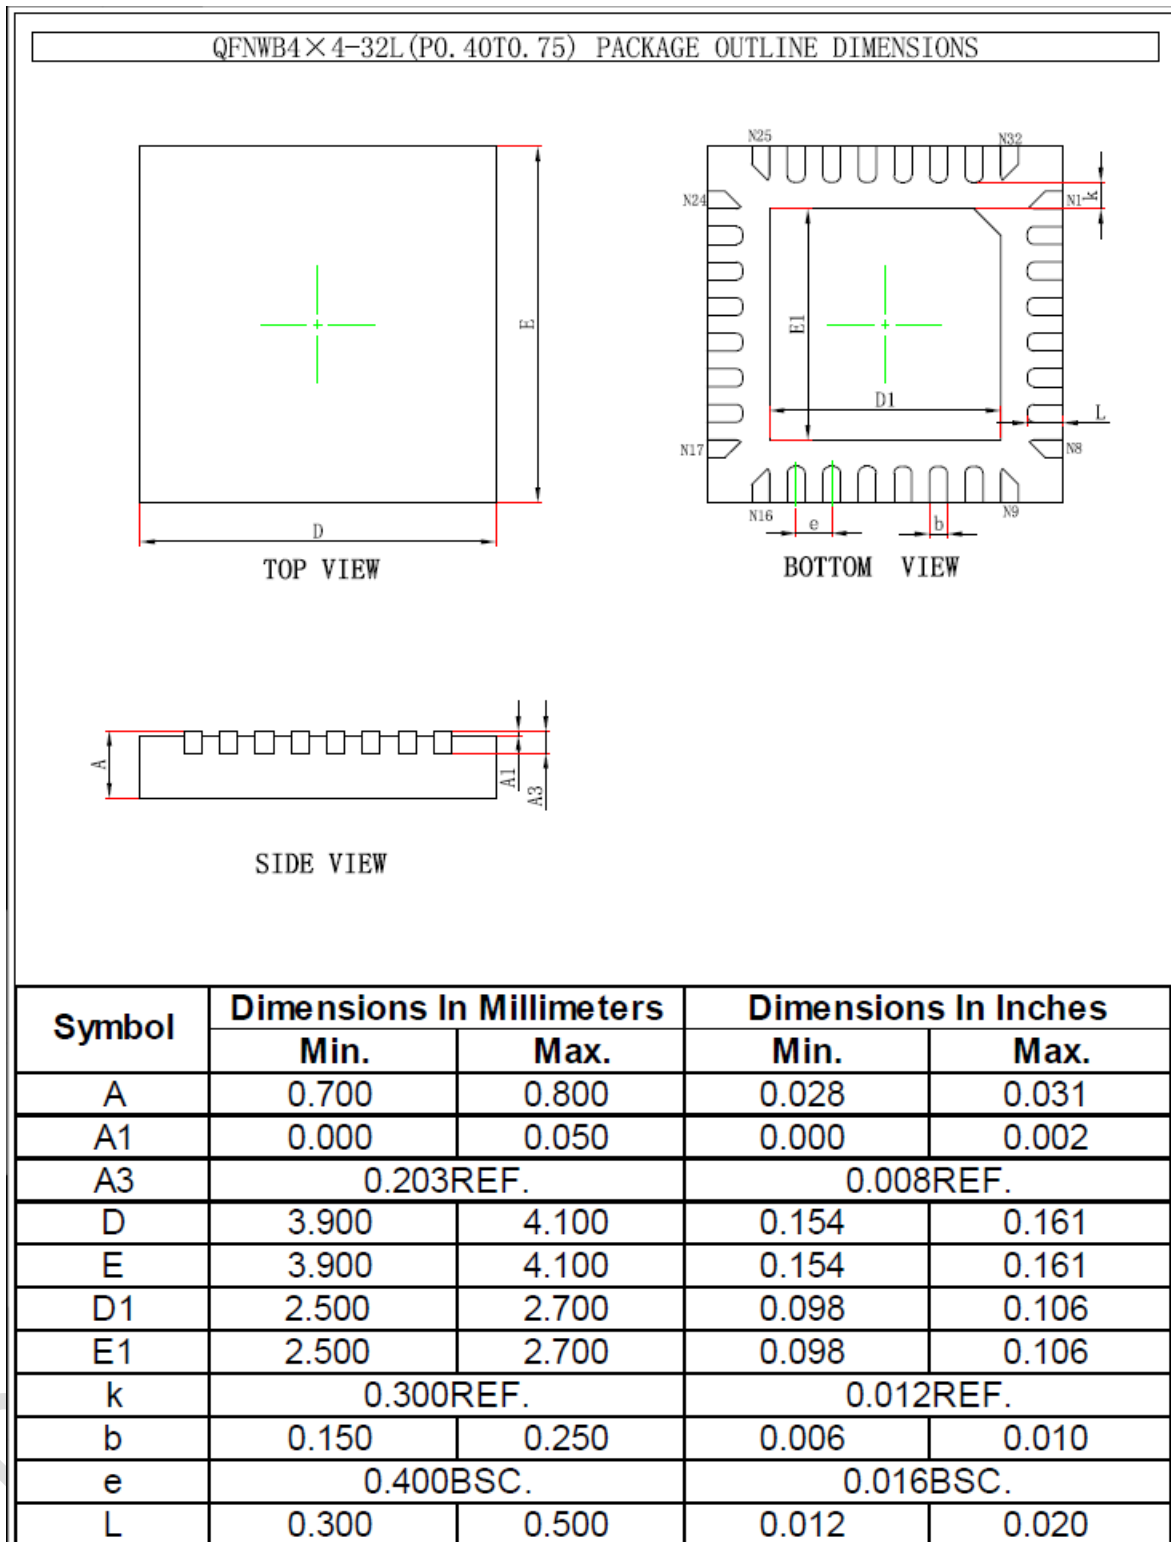 QFNWB4×4-32L(P0.40T0.75) PACKAGE OUTLINE DIMENSIONS
N25
N32
N24
N1
k
E
E1
D1
L
N17
N8
N16
N9
e
b
D
TOP VIEW
BOTTOM VIEW
A
A1
A3
SIDE VIEW
Symbol Dimensions In Millimeters Dimensions In Inches
Min. Max. Min. Max.
A 0.700 0.800 0.028 0.031
A1 0.000 0.050 0.000 0.002
A3 0.203REF. 0.008REF.
D 3.900 4.100 0.154 0.161
E 3.900 4.100 0.154 0.161
D1 2.500 2.700 0.098 0.106
E1 2.500 2.700 0.098 0.106
k 0.300REF. 0.012REF.
b 0.150 0.250 0.006 0.010
e 0.400BSC. 0.016BSC.
L 0.300 0.500 0.012 0.020